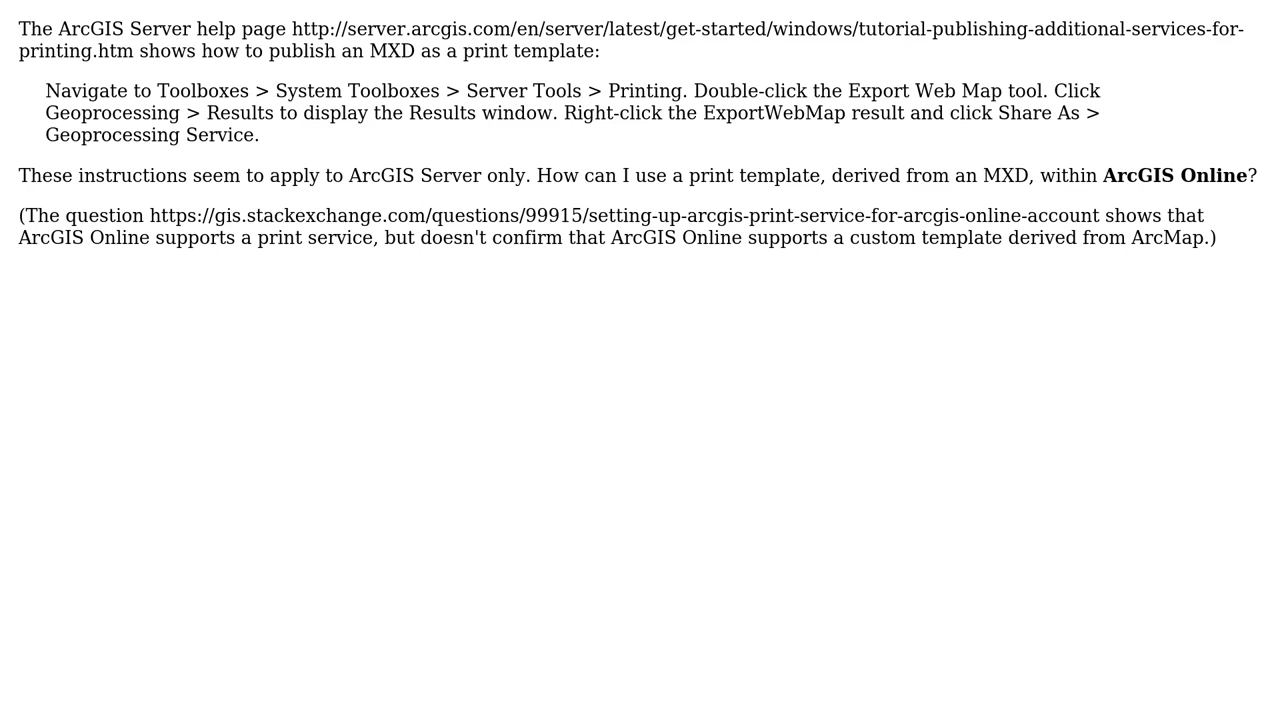 The ArcGIS Server help page http://server.arcgis.com/en/server/latest/get-started/windows/tutorial-publishing-additional-services-for-
printing.htm shows how to publish an MXD as a print template:
Navigate to Toolboxes > System Toolboxes > Server Tools > Printing. Double-click the Export Web Map tool. Click
Geoprocessing > Results to display the Results window. Right-click the ExportWebMap result and click Share As >
Geoprocessing Service.
These instructions seem to apply to ArcGIS Server only. How can I use a print template, derived from an MXD, within ArcGIS Online?
(The question https://gis.stackexchange.com/questions/99915/setting-up-arcgis-print-service-for-arcgis-online-account shows that
ArcGIS Online supports a print service, but doesn't confirm that ArcGIS Online supports a custom template derived from ArcMap.)